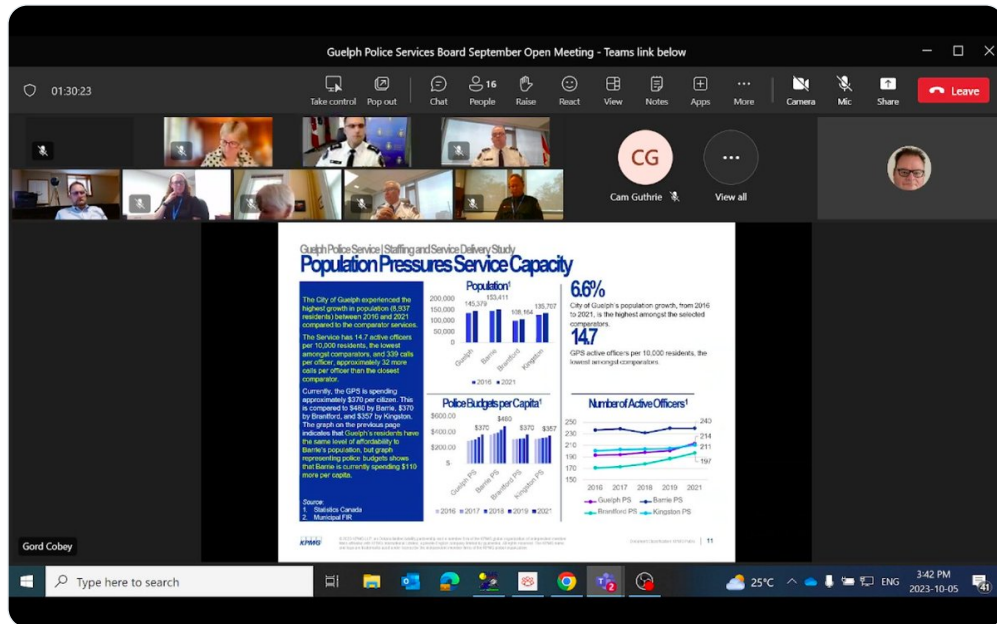 Guelph Police Services Board September Open Meeting - Teams link below
01:30:23
Take control
Pop out
Chat
16
People
Raise
React
View
Notes
Apps
More
Camera
Mic
Share
Leave
CG
Cam Guthrie
View all
Guelph Police Service | Staffing and Service Delivery Study
Population Pressures Service Capacity
The City of Guelph experienced the
highest growth in population (8,937
residents) between 2016 and 2021
compared to the comparator services.
The Service has 14.7 active officers
per 10,000 residents, the lowest
amongst comparators, and 339 calls
per officer, approximately 32 more
calls per officer than the closest
comparator.
Currently, the GPS is spending
approximately $370 per citizen. This
is compared to $480 by Barrie, $370
by Brantford, and $357 by Kingston.
The graph on the previous page
indicates that Guelph's residents have
the same level of affordability to
Barrie's population, but graph
representing police budgets shows
that Barrie is currently spending $110
more per capita.
Source:
1. Statistics Canada
2. Municipal FIR
Population¹
200,000
150,000
100,000
50,000
0
145,379
153,411
108,164
135,707
Guelph
Barrie
Brantford
Kingston
2016
2021
6.6%
City of Guelph's population growth, from 2016
to 2021, is the highest amongst the selected
comparators.
14.7
GPS active officers per 10,000 residents, the
lowest amongst comparators
Police Budgets per Capita¹
$600.00
$400.00
$200.00
$-
$370
$480
$370
$357
Guelph PS
Barrie PS
Brantford PS
Kingston PS
2016
2017
2018
2019
2021
Number of Active Officers¹
250
230
210
190
170
150
240
214
211
197
2016
2017
2018
2019
2021
Guelph PS
Barrie PS
Brantford PS
Kingston PS
KPMG
11
Gord Cobey
Type here to search
2
25°C
ENG
3:42 PM
2023-10-05
41